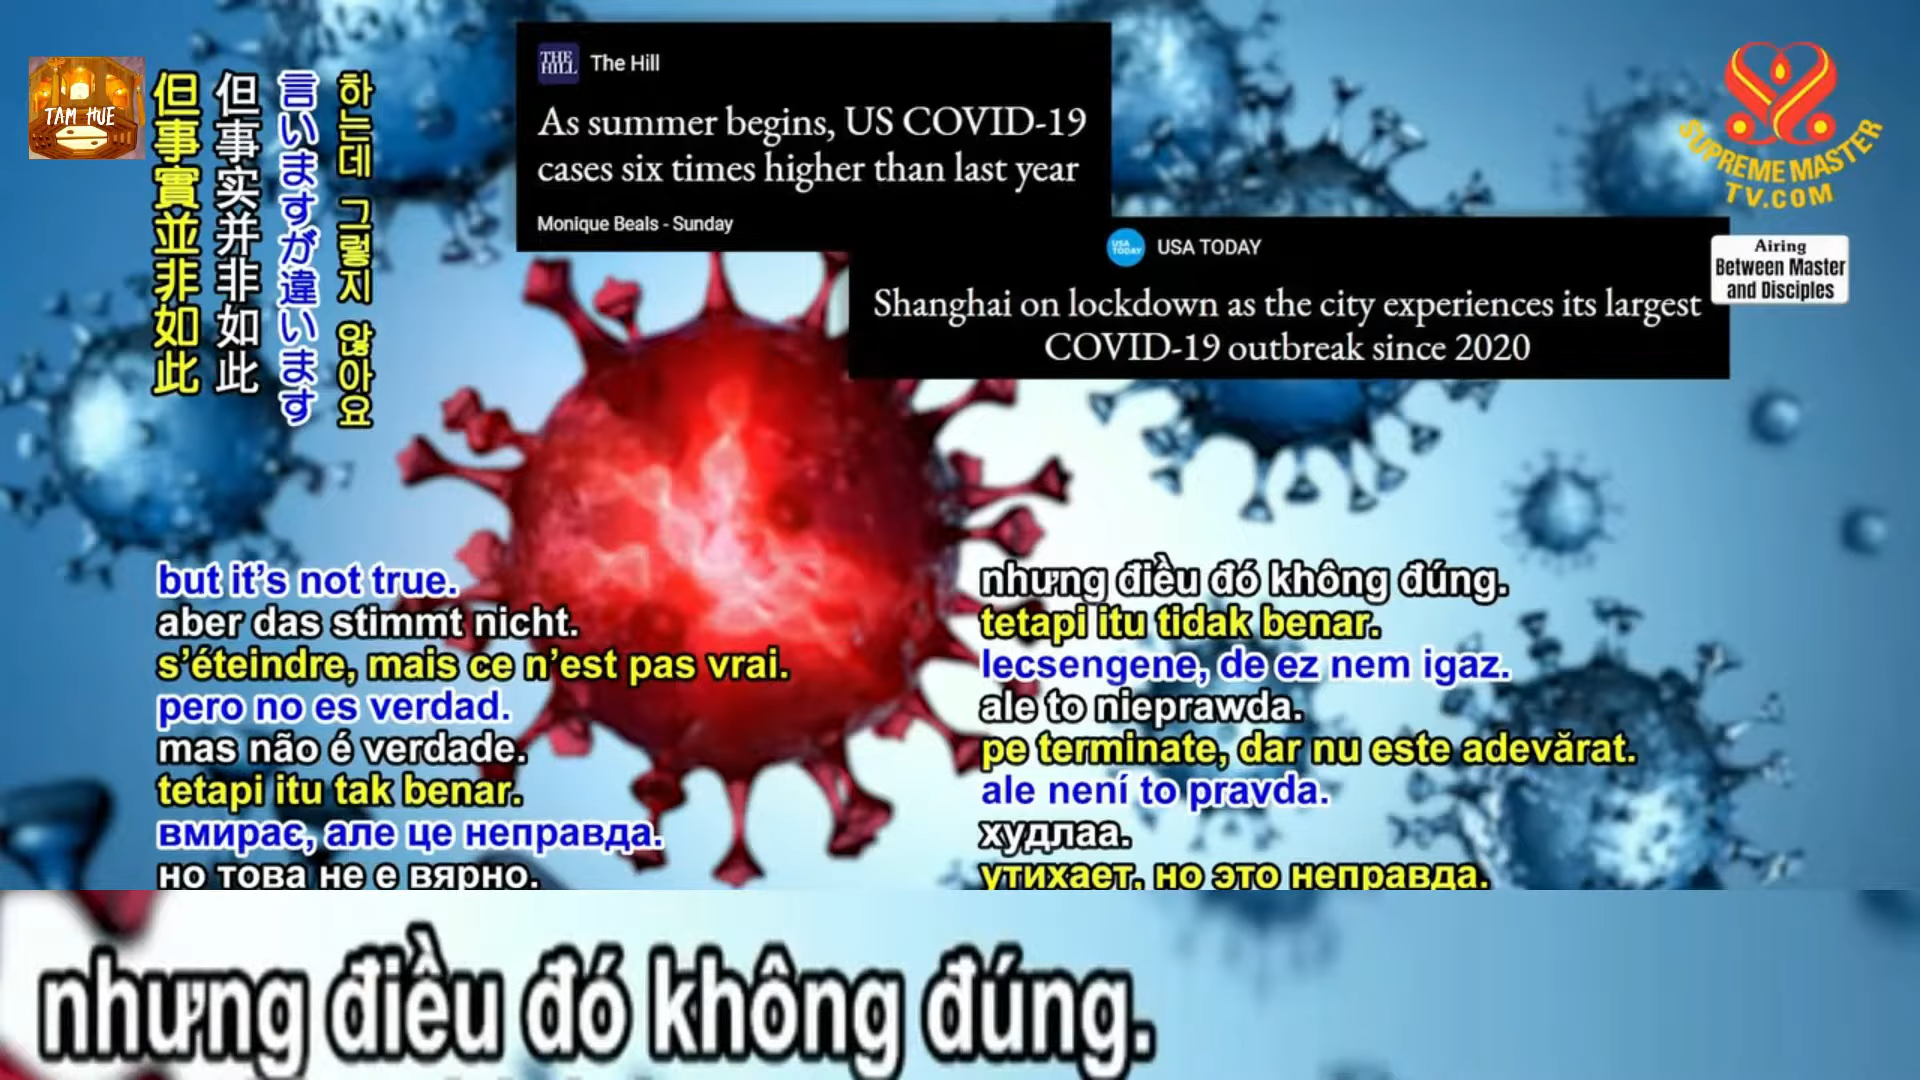 TAM HUE
但事實並非如此
但事实并非如此
言いますが違います
하는데 그렇지 않아요
THE HILL
The Hill
As summer begins, US COVID-19
cases six times higher than last year
Monique Beals - Sunday
USA TODAY
USA TODAY
Shanghai on lockdown as the city experiences its largest
COVID-19 outbreak since 2020
SUPREME MASTER
TV.COM
Airing
Between Master
and Disciples
but it’s not true.
aber das stimmt nicht.
s’éteindre, mais ce n’est pas vrai.
pero no es verdad.
mas não é verdade.
tetapi itu tak benar.
вмирає, але це неправда.
но това не е вярно.
nhưng điều đó không đúng.
tetapi itu tidak benar.
lecsengene, de ez nem igaz.
ale to nieprawda.
pe terminate, dar nu este adevărat.
ale není to pravda.
худлаа.
утихает, но это неправда.
nhưng điều đó không đúng.